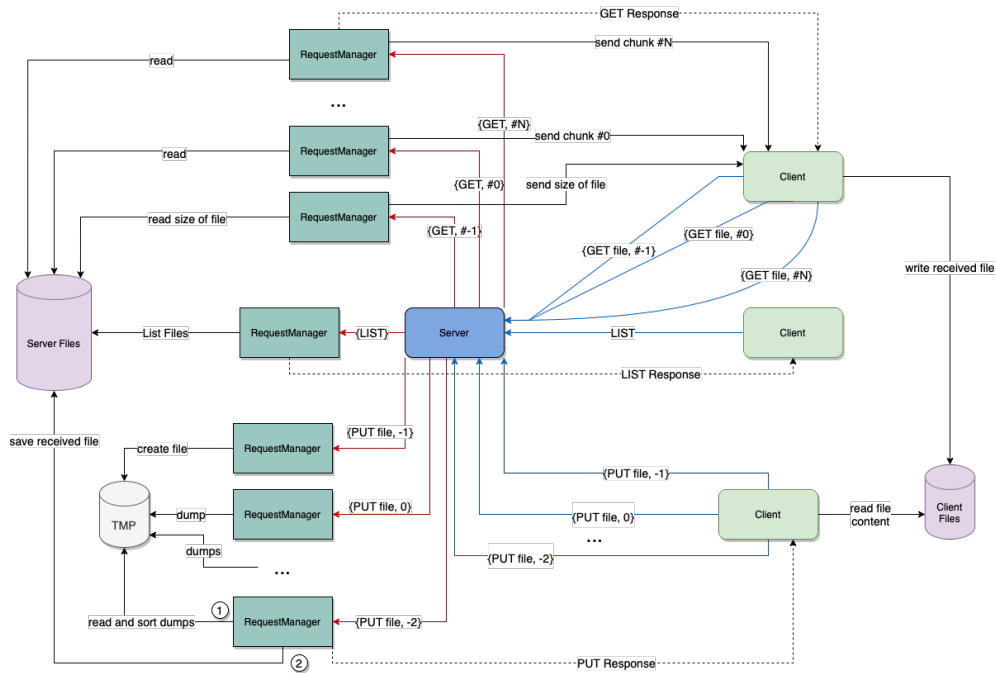 GET Response
send chunk #N
RequestManager
read
...
{GET, #N}
send chunk #0
RequestManager
read
{GET, #0}
send size of file
Client
RequestManager
read size of file
{GET, #-1}
{GET file, #-1}
{GET file, #0}
{GET file, #N}
write received file
Server Files
List Files
RequestManager
{LIST}
Server
LIST
Client
LIST Response
save received file
create file
RequestManager
{PUT file, -1}
{PUT file, -1}
TMP
dump
RequestManager
{PUT file, 0}
{PUT file, 0}
...
Client
read file
content
Client
Files
dumps
...
{PUT file, -2}
1
read and sort dumps
RequestManager
{PUT file, -2}
2
PUT Response